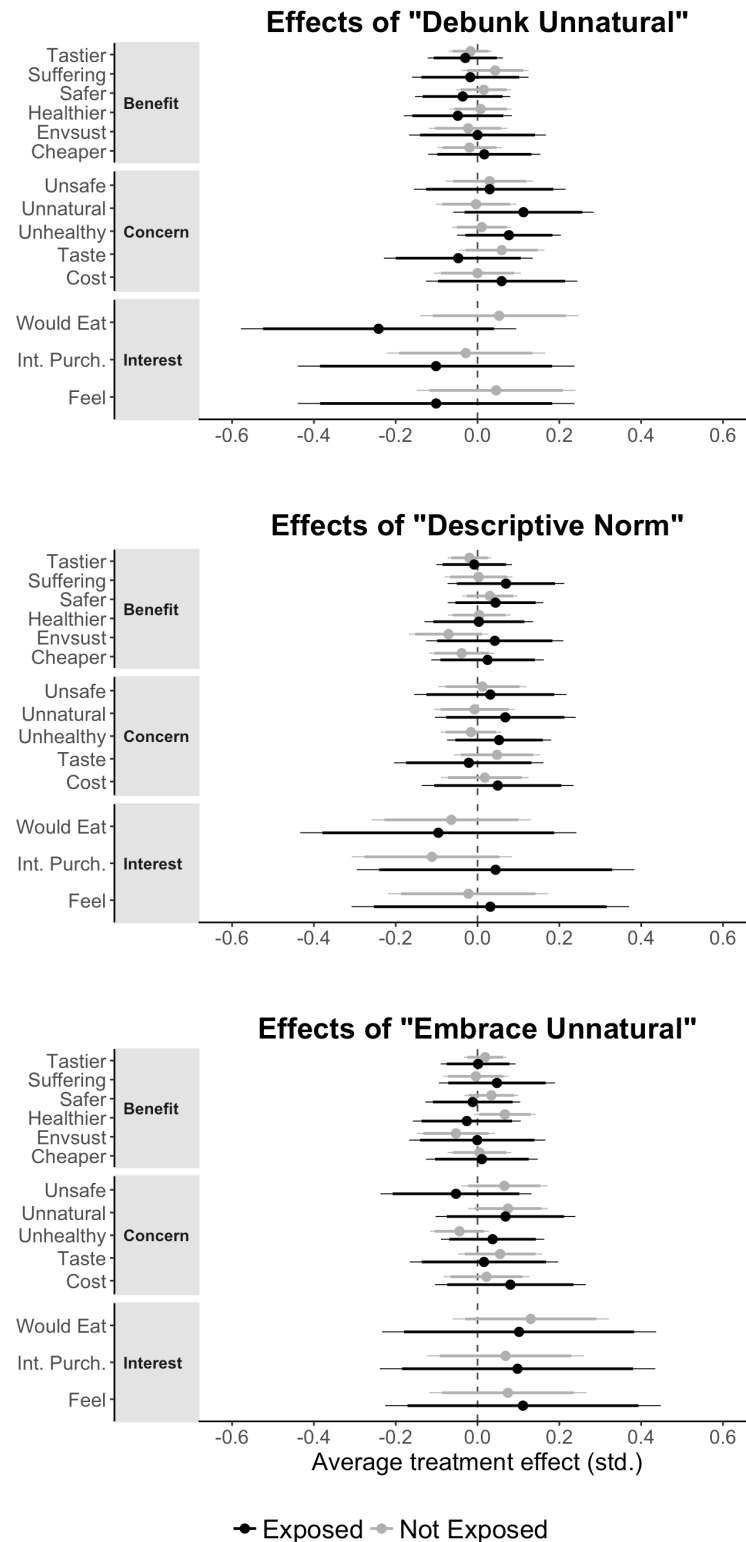 Effects of "Debunk Unnatural"
Tastier
Suffering
Safer
Healthier
Envsust
Cheaper
Benefit
Unsafe
Unnatural
Unhealthy
Taste
Cost
Concern
Would Eat
Int. Purch.
Feel
Interest
-0.6 -0.4 -0.2 0.0 0.2 0.4 0.6
Effects of "Descriptive Norm"
Tastier
Suffering
Safer
Healthier
Envsust
Cheaper
Benefit
Unsafe
Unnatural
Unhealthy
Taste
Cost
Concern
Would Eat
Int. Purch.
Feel
Interest
-0.6 -0.4 -0.2 0.0 0.2 0.4 0.6
Effects of "Embrace Unnatural"
Tastier
Suffering
Safer
Healthier
Envsust
Cheaper
Benefit
Unsafe
Unnatural
Unhealthy
Taste
Cost
Concern
Would Eat
Int. Purch.
Feel
Interest
-0.6 -0.4 -0.2 0.0 0.2 0.4 0.6
Average treatment effect (std.)
Exposed Not Exposed